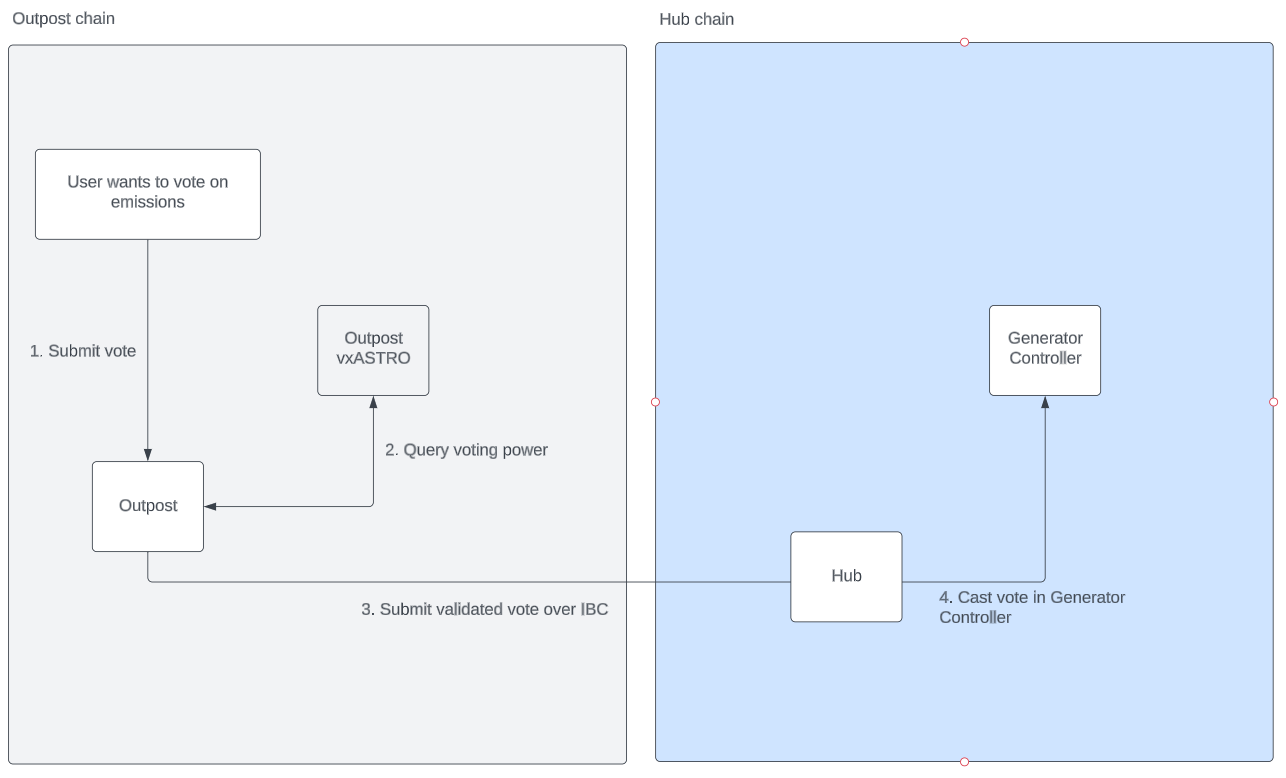 Outpost chain
Hub chain
User wants to vote on
emissions
1. Submit vote
Outpost
vxASTRO
Generator
Controller
2. Query voting power
Outpost
Hub
3. Submit validated vote over IBC
4. Cast vote in Generator
Controller